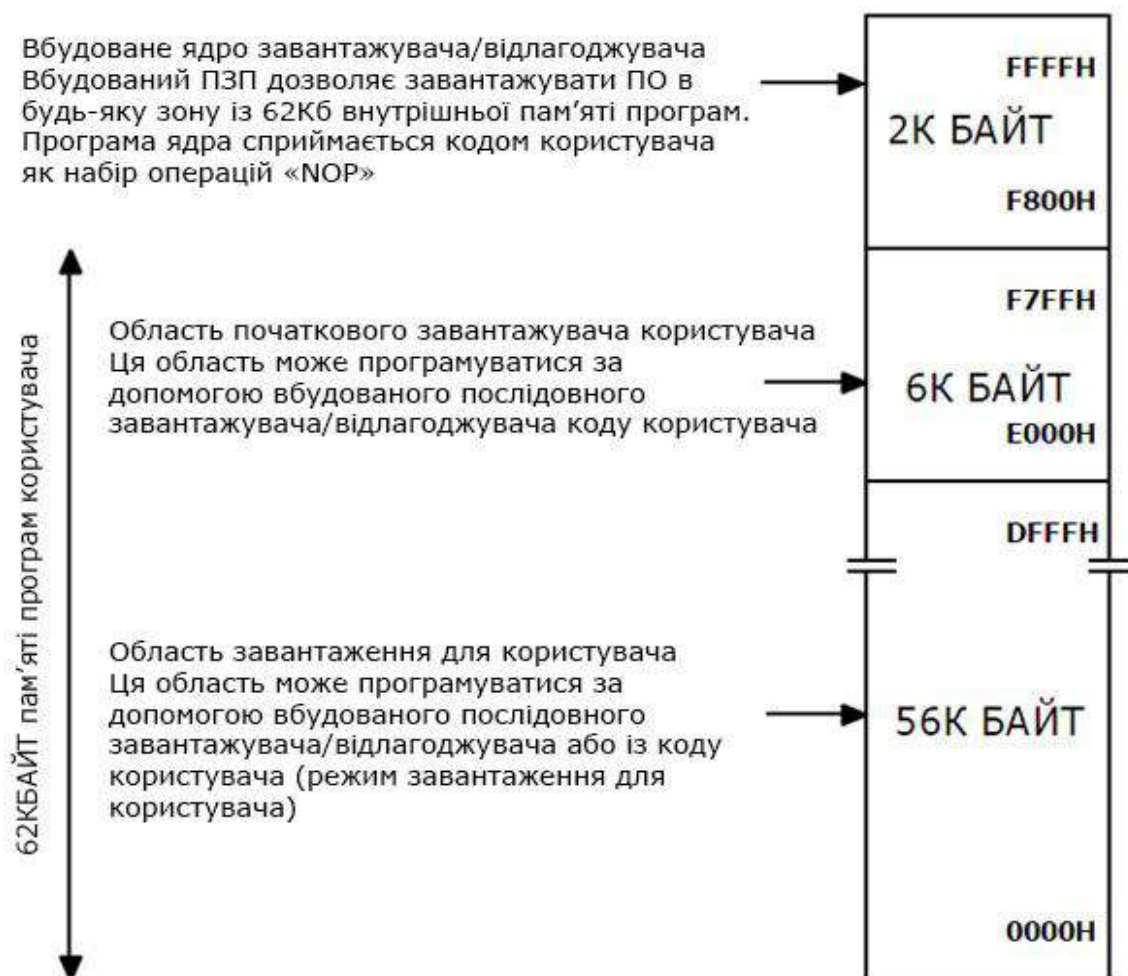 Вбудоване ядро завантажувача/відлагоджувача
Вбудований ПЗП дозволяє завантажувати ПО в
будь-яку зону із 62Кб внутрішньої пам’яті програм.
Програма ядра сприймається кодом користувача
як набір операцій «NOP»
FFFFH
2К БАЙТ
F800H
62КБАЙТ пам’яті програм користувача
Область початкового завантажувача користувача
Ця область може програмуватися за
допомогою вбудованого послідовного
завантажувача/відлагоджувача коду користувача
F7FFH
6К БАЙТ
E000H
DFFFH
Область завантаження для користувача
Ця область може програмуватися за
допомогою вбудованого послідовного
завантажувача/відлагоджувача або із коду
користувача (режим завантаження для
користувача)
56К БАЙТ
0000H